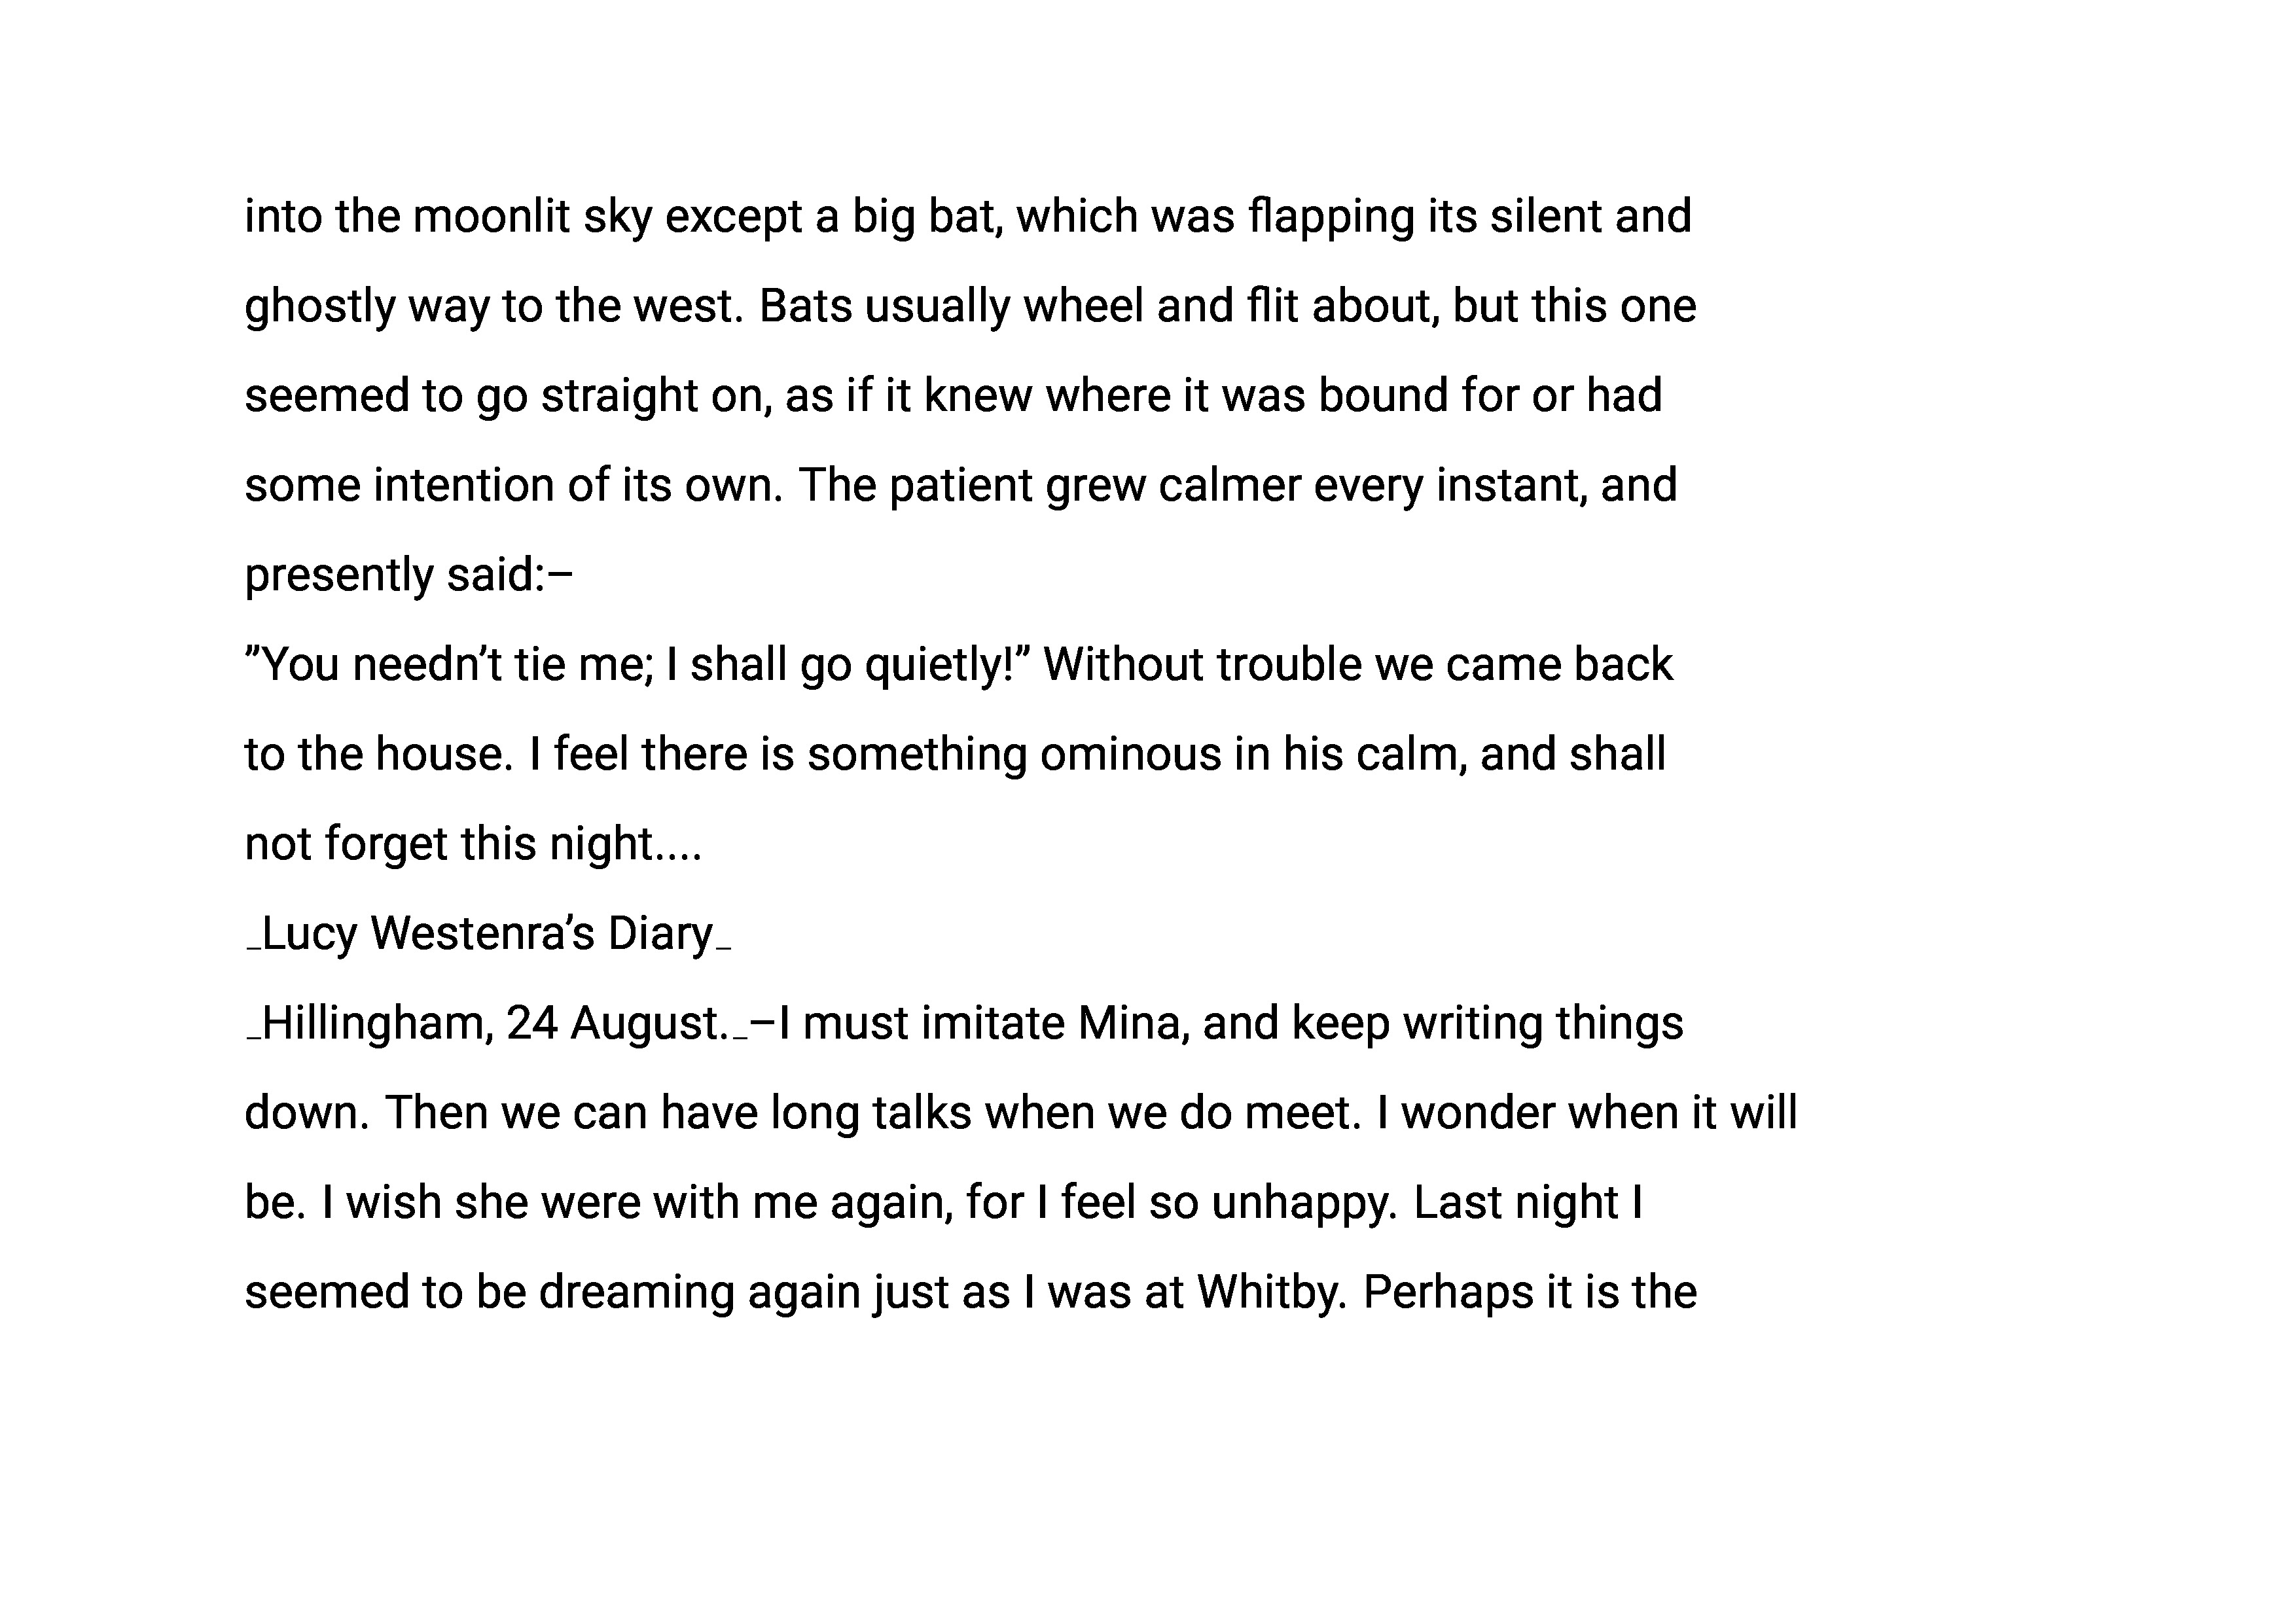 into the moonlit sky except a big bat, which was flapping its silent and
ghostly way to the west. Bats usually wheel and flit about, but this one
seemed to go straight on, as if it knew where it was bound for or had
some intention of its own. The patient grew calmer every instant, and
presently said:–
”You needn’t tie me; I shall go quietly!” Without trouble we came back
to the house. I feel there is something ominous in his calm, and shall
not forget this night....
_Lucy Westenra’s Diary_
_Hillingham, 24 August._–I must imitate Mina, and keep writing things
down. Then we can have long talks when we do meet. I wonder when it will
be. I wish she were with me again, for I feel so unhappy. Last night I
seemed to be dreaming again just as I was at Whitby. Perhaps it is the